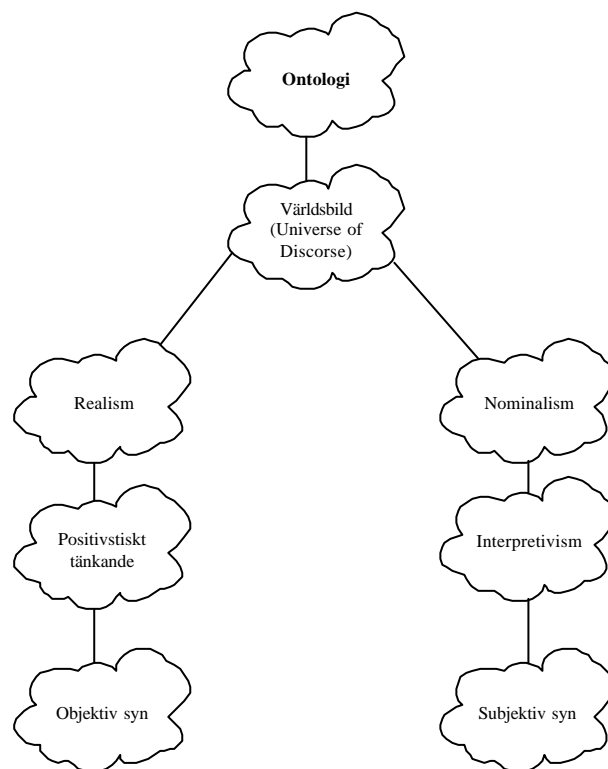 Ontologi
Världsbild
(Universe of
Discorse)
Realism
Nominalism
Positivstiskt
tänkande
Interpretivism
Objektiv syn
Subjektiv syn